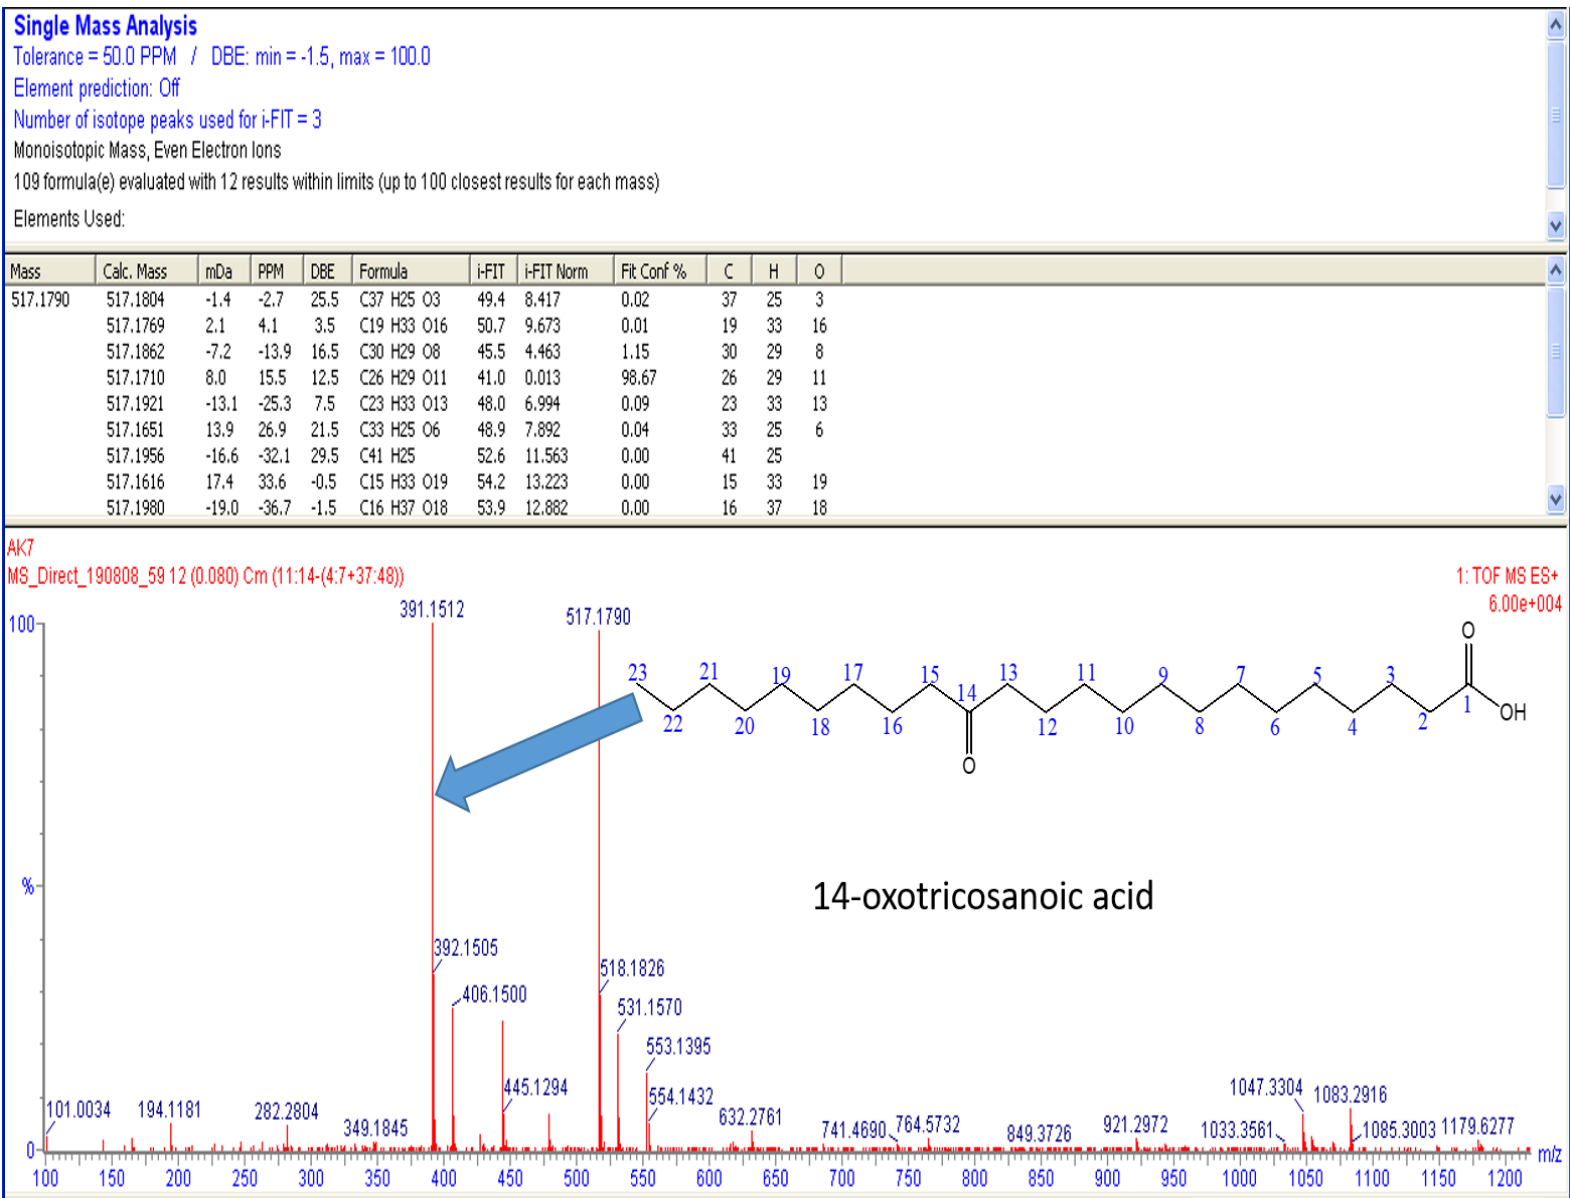 Single Mass Analysis
Tolerance = 50.0 PPM / DBE: min = -1.5, max = 100.0
Element prediction: Off
Number of isotope peaks used for i-FIT = 3
Monoisotopic Mass, Even Electron Ions
109 formula(e) evaluated with 12 results within limits (up to 100 closest results for each mass)
Elements Used:
Mass Calc. Mass mDa PPM DBE Formula i-FIT i-FIT Norm Fit Conf % C H O
517.1790 517.1804 -1.4 -2.7 25.5 C37 H25 O3 49.4 8.417 0.02 37 25 3
517.1769 2.1 4.1 3.5 C19 H33 O16 50.7 9.673 0.01 19 33 16
517.1862 -7.2 -13.9 16.5 C30 H29 O8 45.5 4.463 1.15 30 29 8
517.1710 8.0 15.5 12.5 C26 H29 O11 41.0 0.013 98.67 26 29 11
517.1921 -13.1 -25.3 7.5 C23 H33 O13 48.0 6.994 0.09 23 33 13
517.1651 13.9 26.9 21.5 C33 H25 O6 48.9 7.892 0.04 33 25 6
517.1956 -16.6 -32.1 29.5 C41 H25 52.6 11.563 0.00 41 25
517.1616 17.4 33.6 -0.5 C15 H33 O19 54.2 13.223 0.00 15 33 19
517.1980 -19.0 -36.7 -1.5 C16 H37 O18 53.9 12.882 0.00 16 37 18
AK7
MS_Direct_190808_59 12 (0.080) Cm (11:14-(4:7+37:48))
1: TOF MS ES+
6.00e+004
100
391.1512
517.1790
O
23 21 19 17 15 13 11 9 7 5 3
14
22 20 18 16 12 10 8 6 4 2 1 OH
O
%
14-oxotricosanoic acid
392.1505
518.1826
406.1500
531.1570
553.1395
445.1294
554.1432
1047.3304
1083.2916
101.0034
194.1181
282.2804
349.1845
632.2761
741.4690
764.5732
849.3726
921.2972
1033.3561
1085.3003
1179.6277
0
m/z
100 150 200 250 300 350 400 450 500 550 600 650 700 750 800 850 900 950 1000 1050 1100 1150 1200